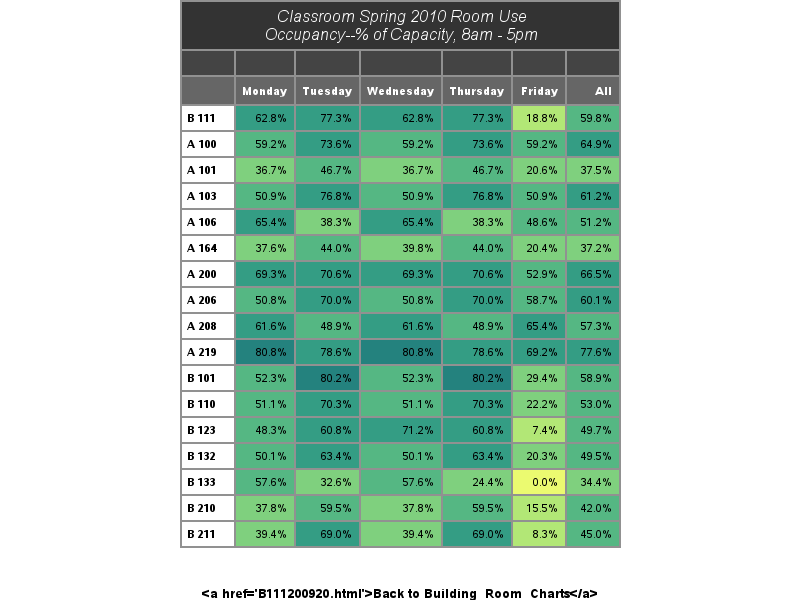 Classroom Spring 2010 Room Use
Occupancy--% of Capacity, 8am - 5pm
Monday Tuesday Wednesday Thursday Friday All
B 111 62.8% 77.3% 62.8% 77.3% 18.8% 59.8%
A 100 59.2% 73.6% 59.2% 73.6% 59.2% 64.9%
A 101 36.7% 46.7% 36.7% 46.7% 20.6% 37.5%
A 103 50.9% 76.8% 50.9% 76.8% 50.9% 61.2%
A 106 65.4% 38.3% 65.4% 38.3% 48.6% 51.2%
A 164 37.6% 44.0% 39.8% 44.0% 20.4% 37.2%
A 200 69.3% 70.6% 69.3% 70.6% 52.9% 66.5%
A 206 50.8% 70.0% 50.8% 70.0% 58.7% 60.1%
A 208 61.6% 48.9% 61.6% 48.9% 65.4% 57.3%
A 219 80.8% 78.6% 80.8% 78.6% 69.2% 77.6%
B 101 52.3% 80.2% 52.3% 80.2% 29.4% 58.9%
B 110 51.1% 70.3% 51.1% 70.3% 22.2% 53.0%
B 123 48.3% 60.8% 71.2% 60.8% 7.4% 49.7%
B 132 50.1% 63.4% 50.1% 63.4% 20.3% 49.5%
B 133 57.6% 32.6% 57.6% 24.4% 0.0% 34.4%
B 210 37.8% 59.5% 37.8% 59.5% 15.5% 42.0%
B 211 39.4% 69.0% 39.4% 69.0% 8.3% 45.0%
<a href='B111200920.html'>Back to Building_Room_Charts</a>